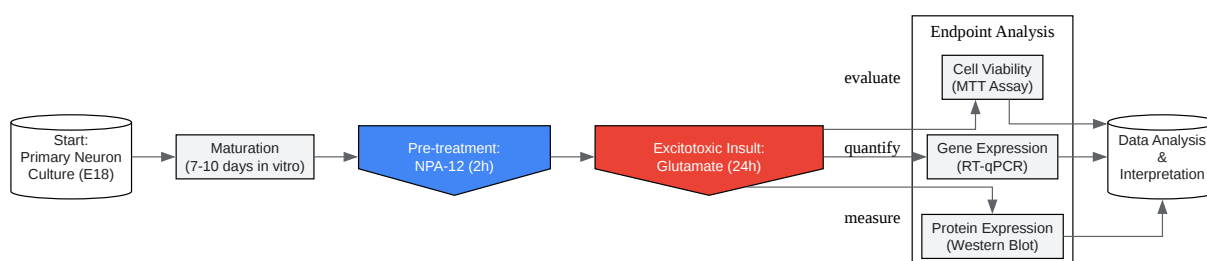 Start:
Primary Neuron
Culture (E18)
Maturation
(7-10 days in vitro)
Pre-treatment:
NPA-12 (2h)
Excitotoxic Insult:
Glutamate (24h)
evaluate
quantify
measure
Endpoint Analysis
Cell Viability
(MTT Assay)
Gene Expression
(RT-qPCR)
Protein Expression
(Western Blot)
Data Analysis
&
Interpretation